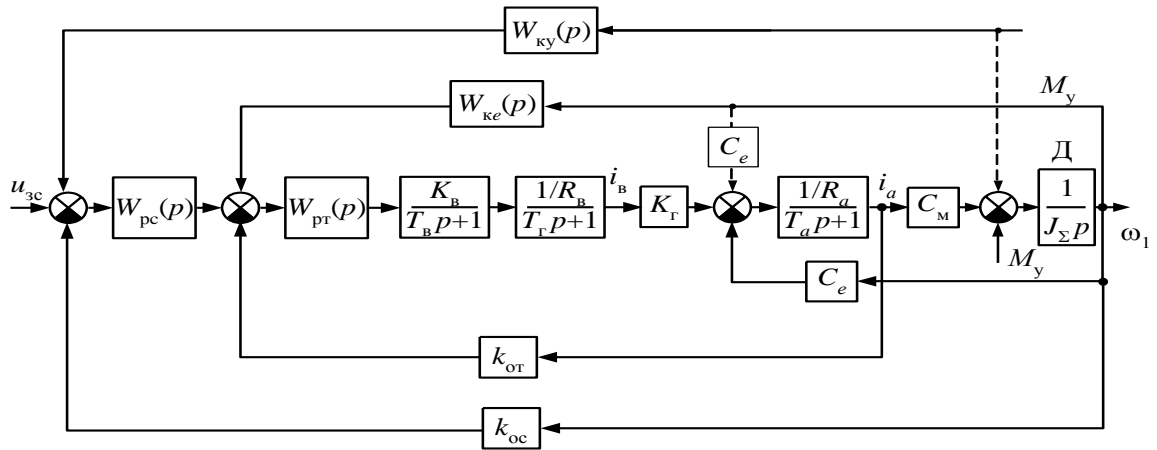 W_ку(p)
M_у
W_кe(p)
C_e
Д
u_зс
W_рс(p)
W_рт(p)
K_в
T_в p+1
1/R_в
T_г p+1
i_в
K_г
1/R_a
T_a p+1
i_a
C_м
1
J_Σ p
ω_1
M_у
C_e
k_от
k_ос